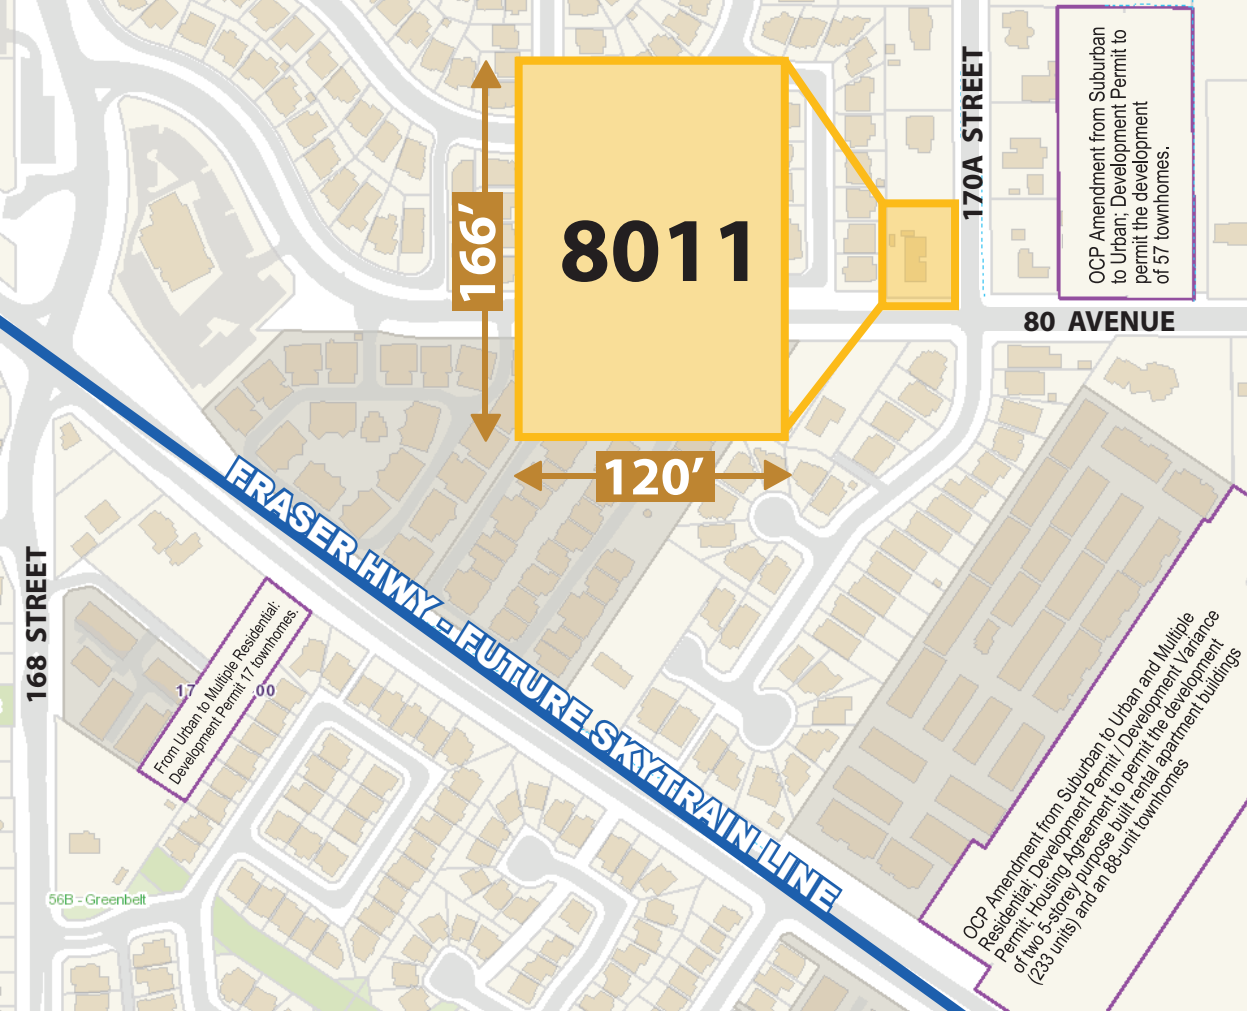 OCP Amendment from Suburban
to Urban; Development Permit to
permit the development
of 57 townhomes.
170A STREET
166′
8011
80 AVENUE
120′
FRASER HWY - FUTURE SKYTRAIN LINE
168 STREET
17
00
From Urban to Multiple Residential:
Development Permit 17 townhomes.
OCP Amendment from Suburban to Urban and Multiple
Residential; Development Permit / Development Variance
Permit; Housing Agreement to permit the development
of two 5-storey purpose built rental apartment buildings
(233 units) and an 88-unit townhomes
56B - Greenbelt